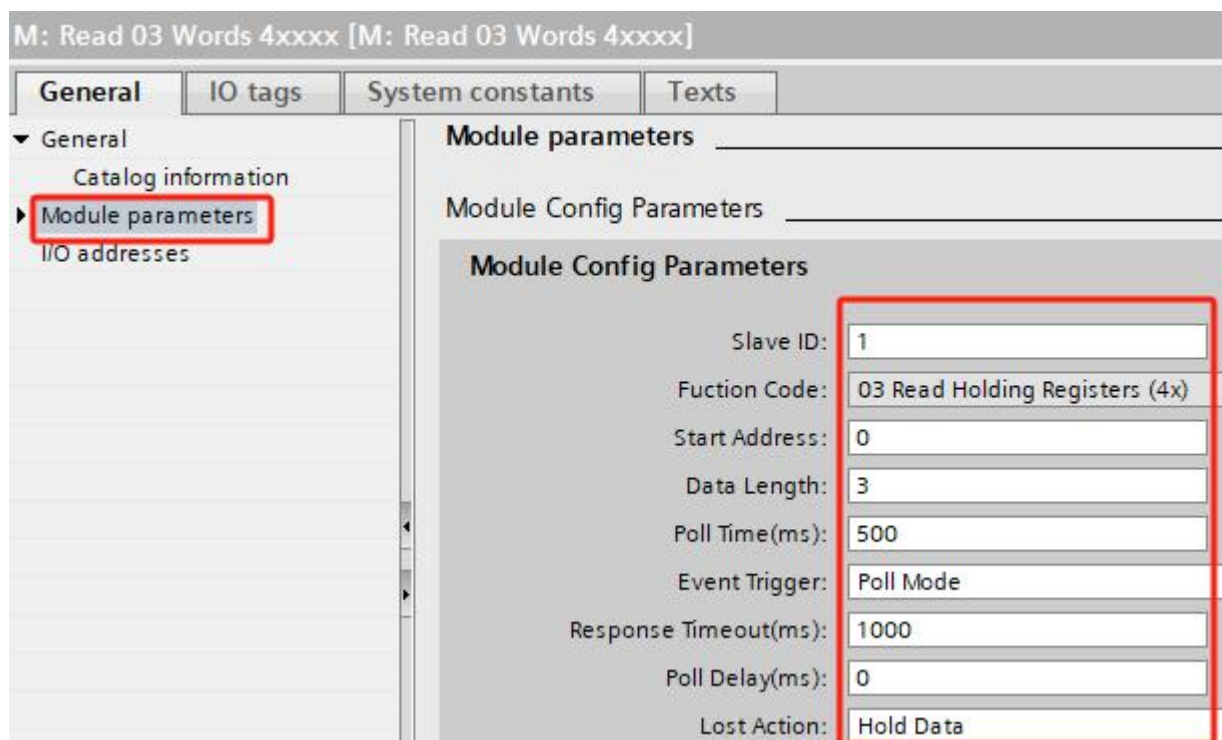 M: Read 03 Words 4xxxx [M: Read 03 Words 4xxxx]
General IO tags System constants Texts
General
Catalog information
Module parameters
I/O addresses
Module parameters
Module Config Parameters
Module Config Parameters
Slave ID: 1
Fuction Code: 03 Read Holding Registers (4x)
Start Address: 0
Data Length: 3
Poll Time(ms): 500
Event Trigger: Poll Mode
Response Timeout(ms): 1000
Poll Delay(ms): 0
Lost Action: Hold Data